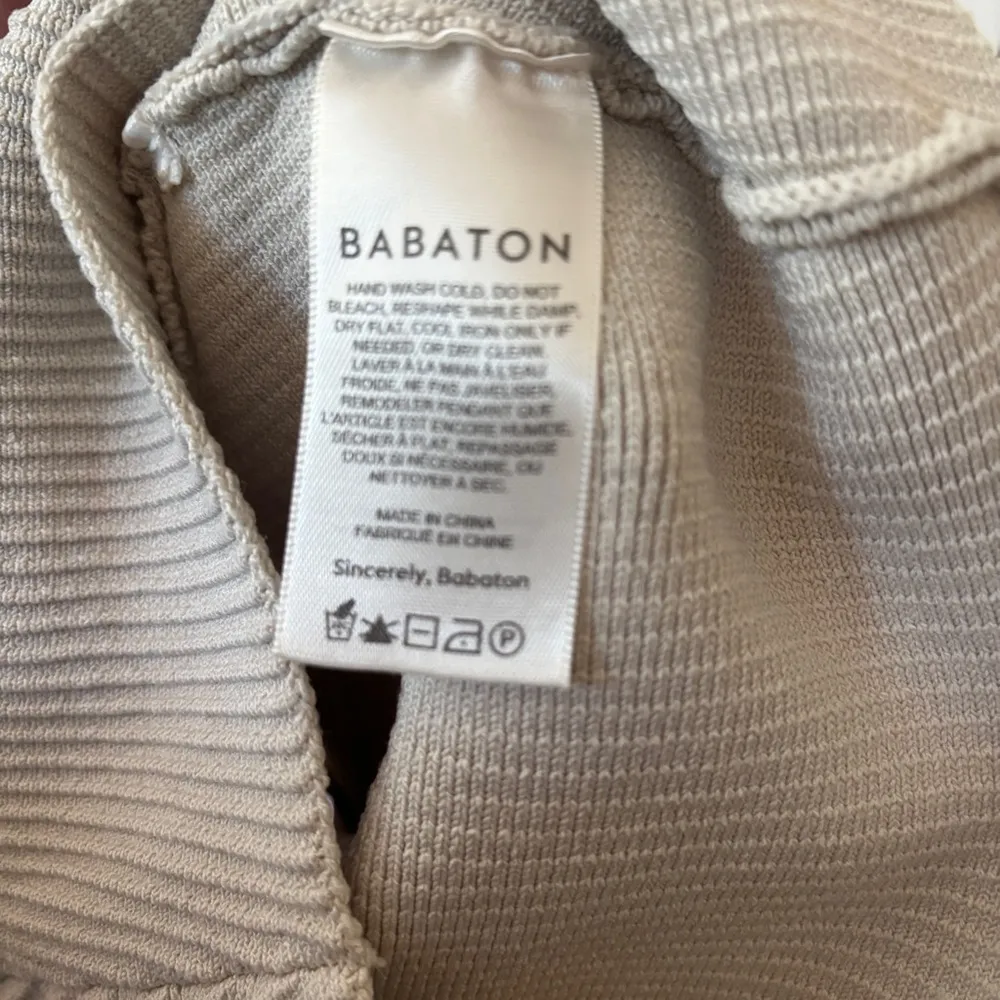 BABATON
HAND WASH COLD, DO NOT
BLEACH, RESHAPE WHILE DAMP,
DRY FLAT, COOL IRON ONLY IF
NEEDED, OR DRY CLEAN.
LAVER À LA MAIN À L'EAU
FROIDE, NE PAS JAVELISER,
REMODELER PENDANT QUE
L'ARTICLE EST ENCORE HUMIDE,
SÉCHER À PLAT, REPASSAGE
DOUX SI NÉCESSAIRE, OU
NETTOYER À SEC.
MADE IN CHINA
FABRIQUÉ EN CHINE
Sincerely, Babaton
P